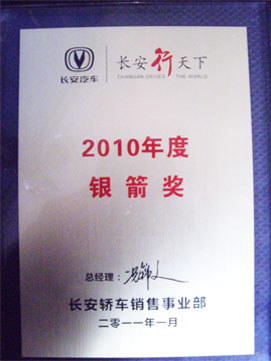 长安汽车
长安行天下
CHANGAN DRIVES THE WORLD
2010年度
银箭奖
总经理：
长安轿车销售事业部
二零一一年一月